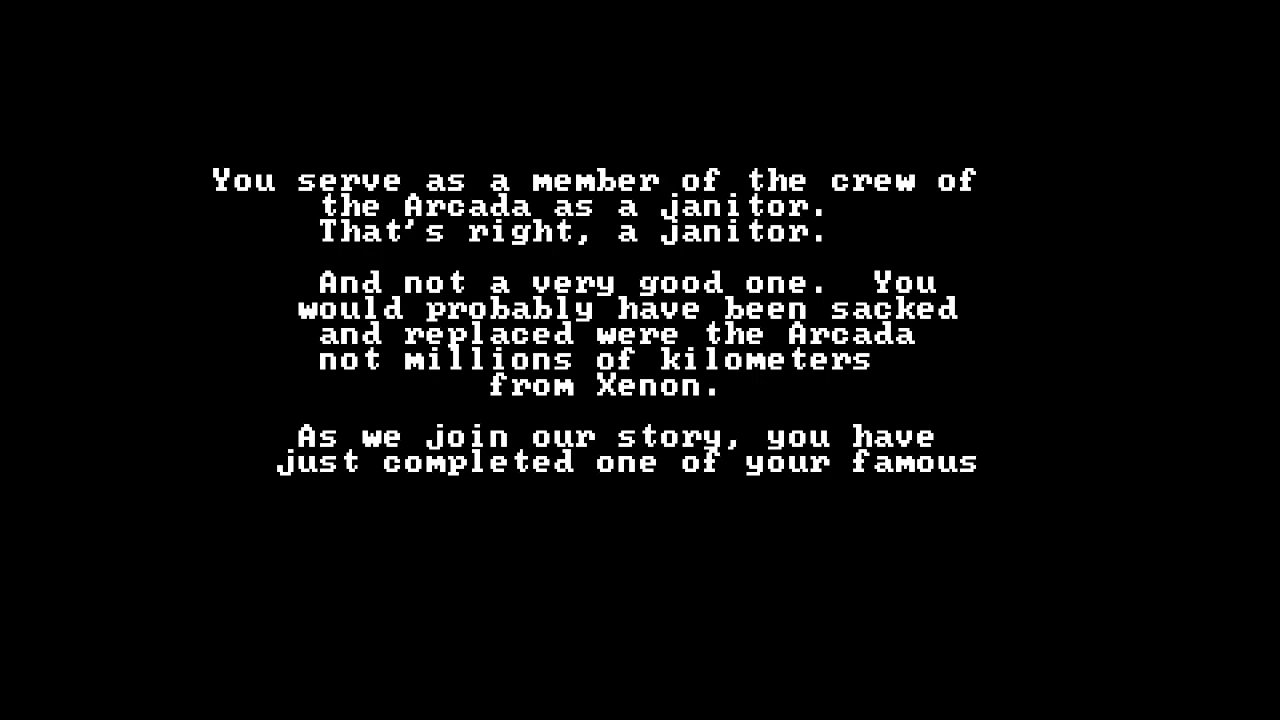 You serve as a member of the crew of
the Arcada as a janitor.
That's right, a janitor.
And not a very good one.  You
would probably have been sacked
and replaced were the Arcada
not millions of kilometers
from Xenon.
As we join our story, you have
just completed one of your famous